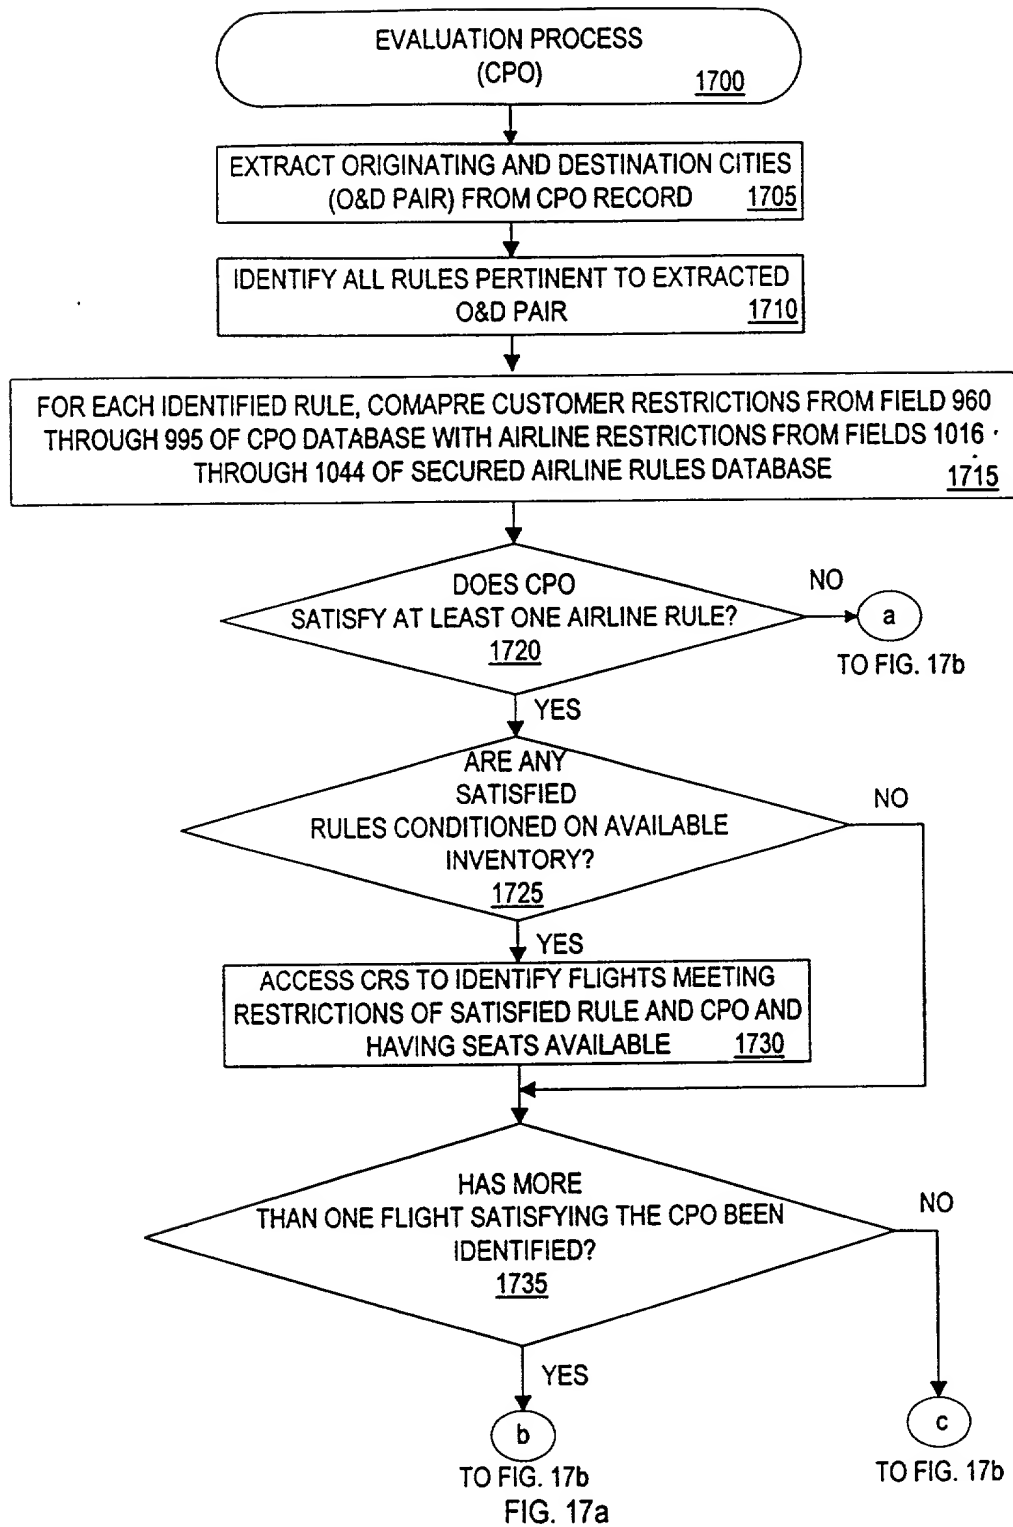 EVALUATION PROCESS
(CPO)
1700
EXTRACT ORIGINATING AND DESTINATION CITIES
(O&D PAIR) FROM CPO RECORD 1705
IDENTIFY ALL RULES PERTINENT TO EXTRACTED
O&D PAIR 1710
FOR EACH IDENTIFIED RULE, COMAPRE CUSTOMER RESTRICTIONS FROM FIELD 960
THROUGH 995 OF CPO DATABASE WITH AIRLINE RESTRICTIONS FROM FIELDS 1016
THROUGH 1044 OF SECURED AIRLINE RULES DATABASE 1715
DOES CPO
SATISFY AT LEAST ONE AIRLINE RULE?
1720
NO
a
TO FIG. 17b
YES
ARE ANY
SATISFIED
RULES CONDITIONED ON AVAILABLE
INVENTORY?
1725
NO
YES
ACCESS CRS TO IDENTIFY FLIGHTS MEETING
RESTRICTIONS OF SATISFIED RULE AND CPO AND
HAVING SEATS AVAILABLE 1730
HAS MORE
THAN ONE FLIGHT SATISFYING THE CPO BEEN
IDENTIFIED?
1735
NO
YES
b
TO FIG. 17b
c
TO FIG. 17b
FIG. 17a